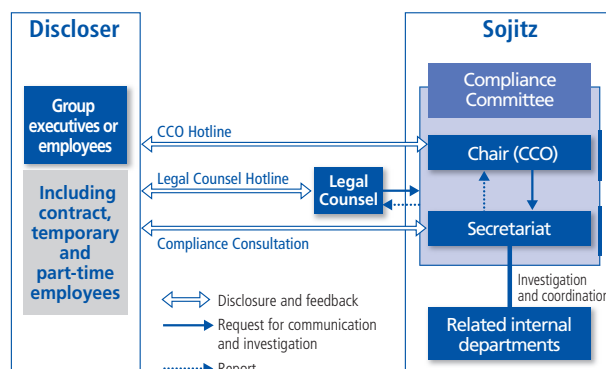 Discloser
Sojitz
Group
executives or
employees
Including
contract,
temporary
and
part-time
employees
CCO Hotline
Legal Counsel Hotline
Compliance Consultation
Legal
Counsel
Compliance
Committee
Chair (CCO)
Secretariat
Investigation
and coordination
Related internal
departments
Disclosure and feedback
Request for communication
and investigation
Report